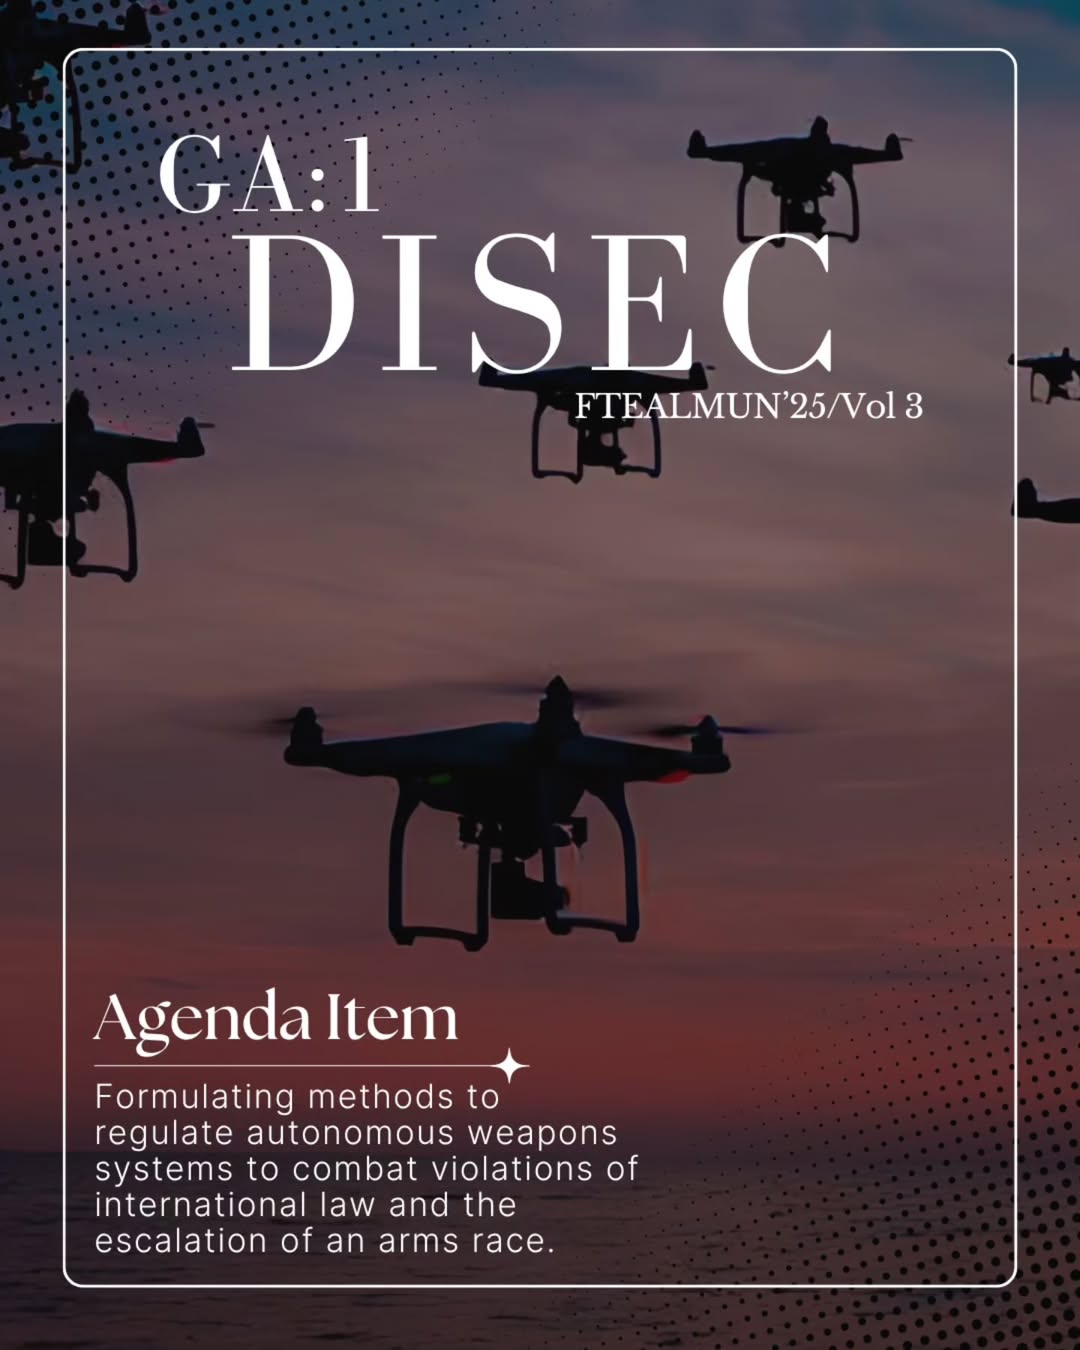 GA:1
DISEC
FTEALMUN’25/Vol 3
Agenda Item
Formulating methods to
regulate autonomous weapons
systems to combat violations of
international law and the
escalation of an arms race.